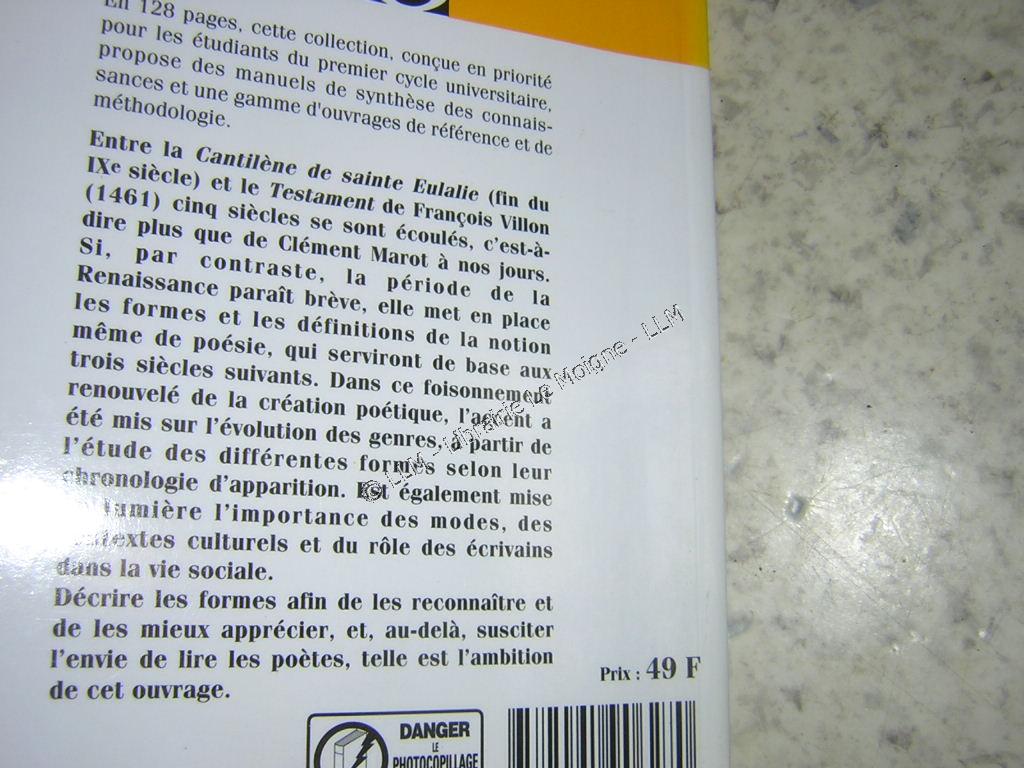 En 128 pages, cette collection, conçue en priorité
pour les étudiants du premier cycle universitaire,
propose des manuels de synthèse des connais-
sances et une gamme d'ouvrages de référence et de
méthodologie.
Entre la Cantilène de sainte Eulalie (fin du
IXe siècle) et le Testament de François Villon
(1461) cinq siècles se sont écoulés, c'est-à-
dire plus que de Clément Marot à nos jours.
Si, par contraste, la période de la
Renaissance paraît brève, elle met en place
les formes et les définitions de la notion
même de poésie, qui serviront de base aux
trois siècles suivants. Dans ce foisonnement
renouvelé de la création poétique, l'accent a
été mis sur l'évolution des genres, à partir de
l'étude des différentes formes selon leur
chronologie d'apparition. Est également mise
lumière l'importance des modes, des
contextes culturels et du rôle des écrivains
dans la vie sociale.
Décrire les formes afin de les reconnaître et
de les mieux apprécier, et, au-delà, susciter
l'envie de lire les poètes, telle est l'ambition
de cet ouvrage.
Prix : 49 F
DANGER
LE
PHOTOCOPILLAGE
© LLM - Librairie Le Moigne - LLM